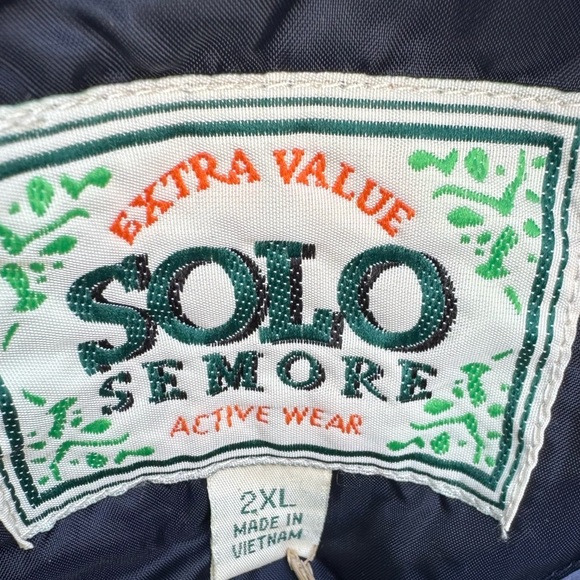 EXTRA VALUE
SOLO
SEMORE
ACTIVE WEAR
2XL
MADE IN
VIETNAM